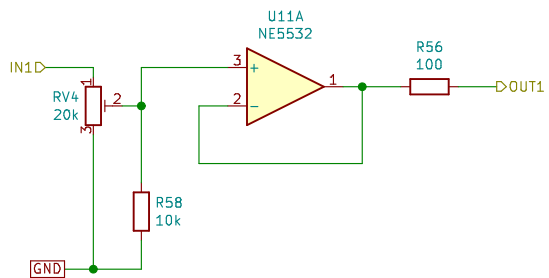 U11A
NE5532
R56
100
IN1
1
3
+
1
RV4
20k
2
2
-
OUT1
3
R58
10k
GND